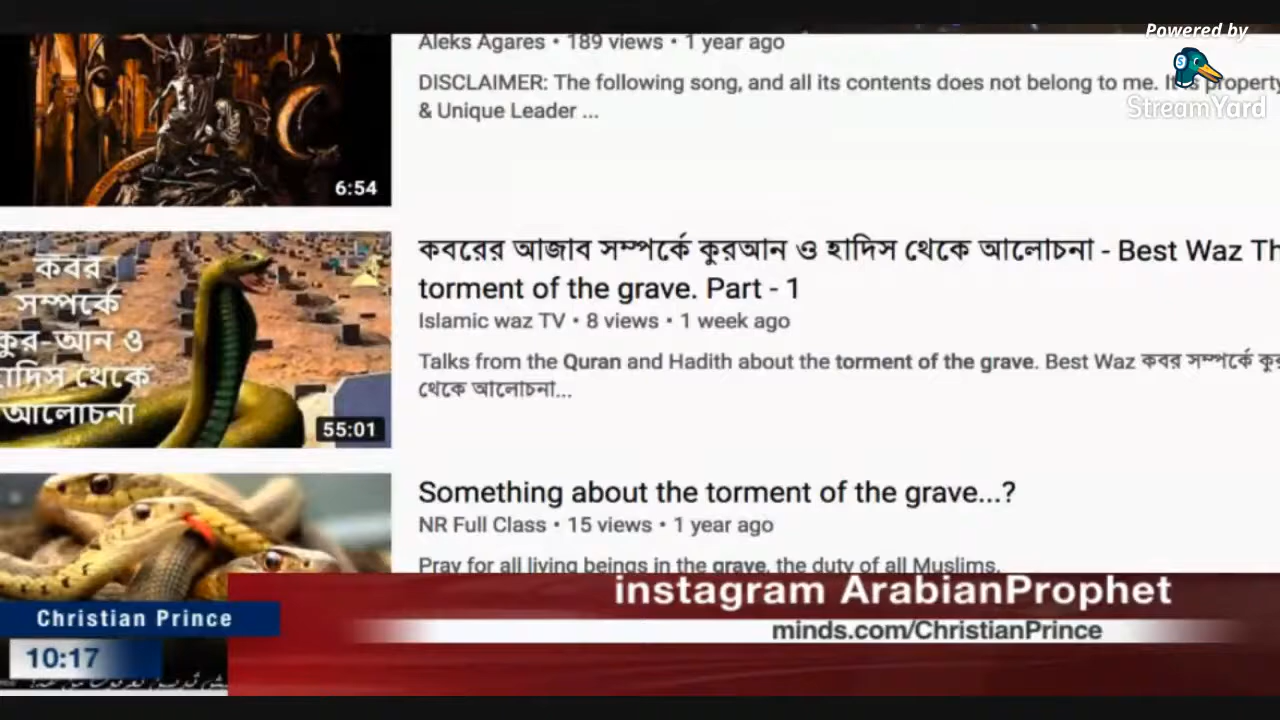 Powered by
StreamYard
Aleks Agares • 189 views • 1 year ago
DISCLAIMER: The following song, and all its contents does not belong to me. It is property
& Unique Leader ...
6:54
কবরের আজাব সম্পর্কে কুরআন ও হাদিস থেকে আলোচনা - Best Waz Th
torment of the grave. Part - 1
Islamic waz TV • 8 views • 1 week ago
Talks from the Quran and Hadith about the torment of the grave. Best Waz কবর সম্পর্কে
থেকে আলোচনা...
কবর
সম্পর্কে
কুর-আন ও
হাদিস থেকে
আলোচনা
55:01
Something about the torment of the grave...?
NR Full Class • 15 views • 1 year ago
Pray for all living beings in the grave, the duty of all Muslims.
instagram ArabianProphet
minds.com/ChristianPrince
Christian Prince
10:17